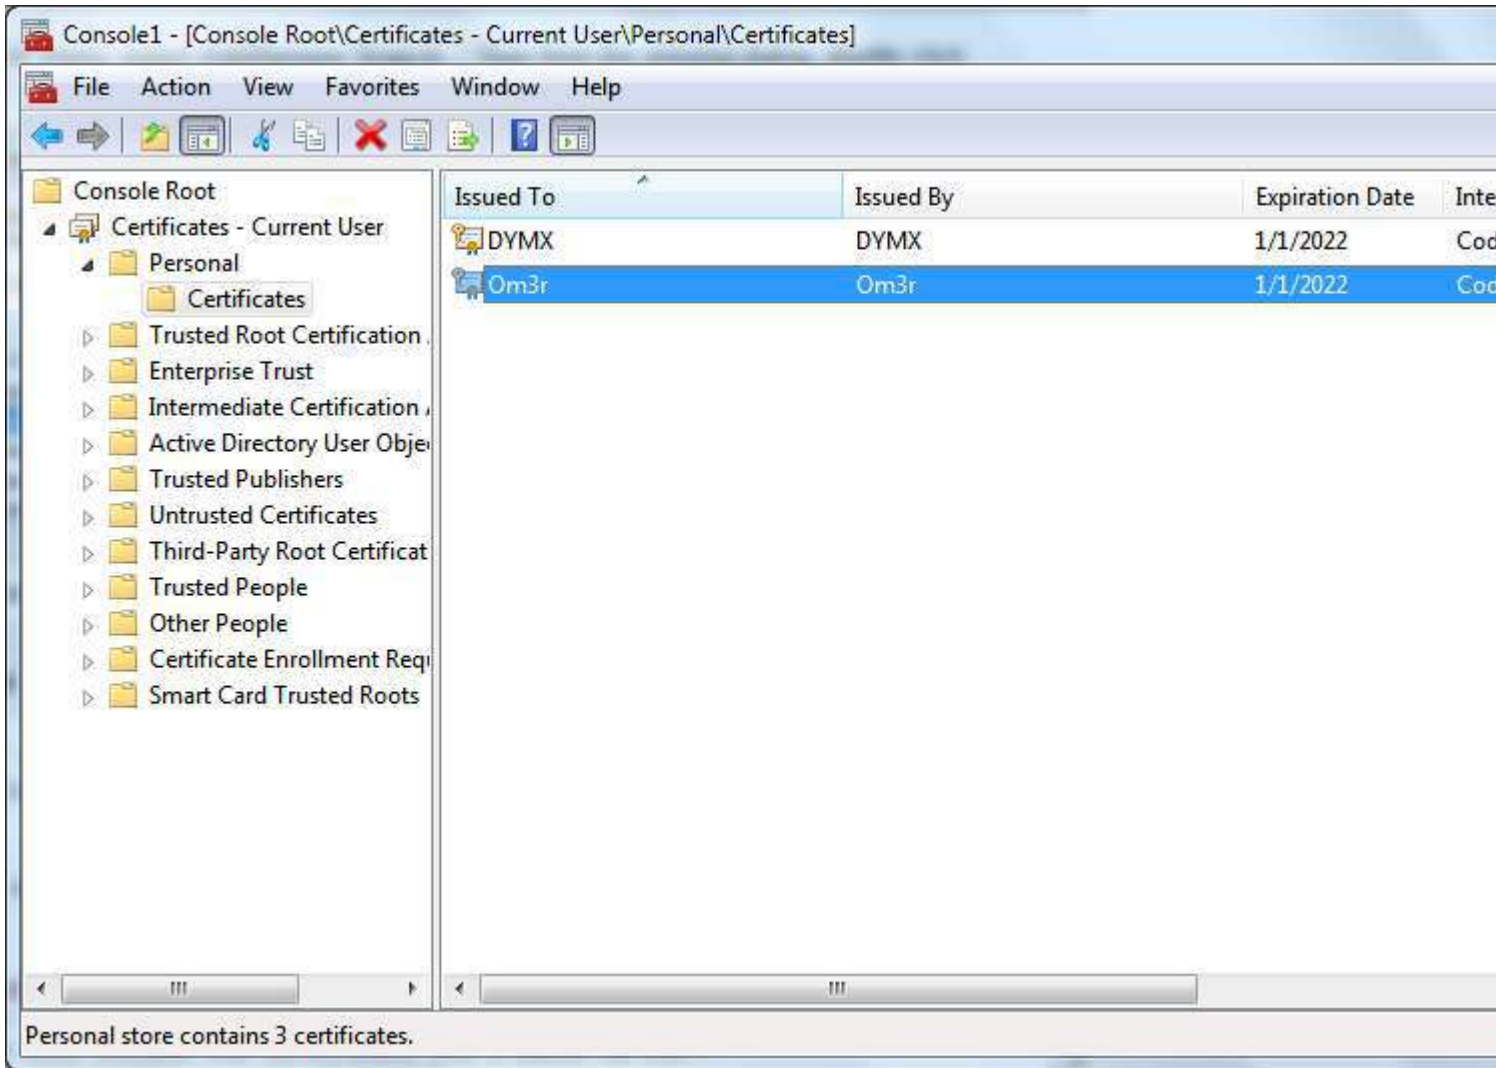 Console1 - [Console Root\Certificates - Current User\Personal\Certificates]
File Action View Favorites Window Help
Console Root
Certificates - Current User
Personal
Certificates
Trusted Root Certification
Enterprise Trust
Intermediate Certification
Active Directory User Obje
Trusted Publishers
Untrusted Certificates
Third-Party Root Certificat
Trusted People
Other People
Certificate Enrollment Requ
Smart Card Trusted Roots
Issued To Issued By Expiration Date Inte
DYMX DYMX 1/1/2022 Cod
Om3r Om3r 1/1/2022 Cod
Personal store contains 3 certificates.